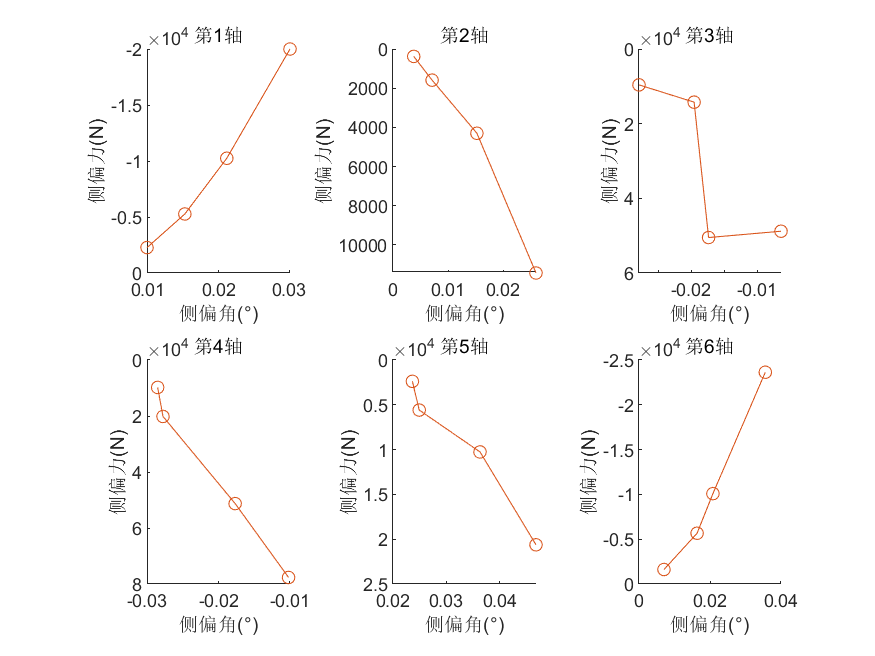 ×10⁴ 第1轴
-2
-1.5
-1
-0.5
0
0.01 0.02 0.03
侧偏力(N)
侧偏角(°)
第2轴
0
2000
4000
6000
8000
10000
0 0.01 0.02
侧偏力(N)
侧偏角(°)
×10⁴ 第3轴
0
2
4
6
-0.02 -0.01
侧偏力(N)
侧偏角(°)
×10⁴ 第4轴
0
2
4
6
8
-0.03 -0.02 -0.01
侧偏力(N)
侧偏角(°)
×10⁴ 第5轴
0
0.5
1
1.5
2
2.5
0.02 0.03 0.04
侧偏力(N)
侧偏角(°)
×10⁴ 第6轴
-2.5
-2
-1.5
-1
-0.5
0
0 0.02 0.04
侧偏力(N)
侧偏角(°)